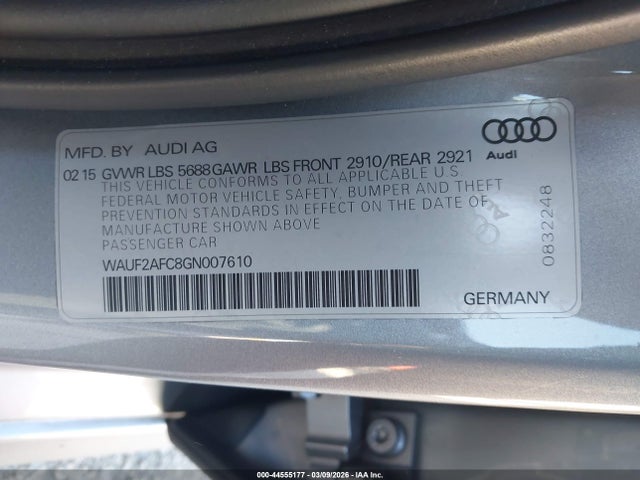 MFD. BY AUDI AG
Audi
02 15 GVWR LBS 5688 GAWR LBS FRONT 2910/REAR 2921
THIS VEHICLE CONFORMS TO ALL APPLICABLE U.S.
FEDERAL MOTOR VEHICLE SAFETY, BUMPER AND THEFT
PREVENTION STANDARDS IN EFFECT ON THE DATE OF
MANUFACTURE SHOWN ABOVE
PASSENGER CAR
WAUF2AFC8GN007610
GERMANY
0832248
000-44555177 | 03/09/2026 | IAA Inc.